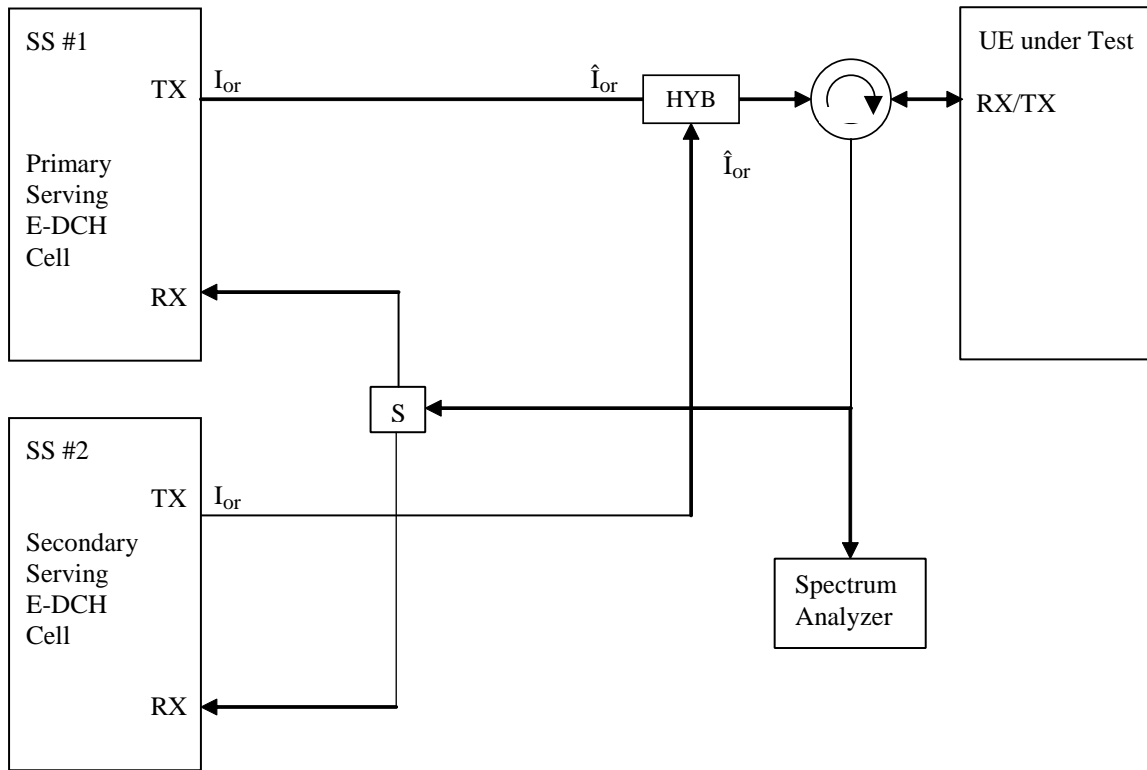 SS #1
TX
I_or
Primary
Serving
E-DCH
Cell
RX
Î_or
HYB
Î_or
UE under Test
RX/TX
S
SS #2
TX
I_or
Secondary
Serving
E-DCH
Cell
RX
Spectrum
Analyzer